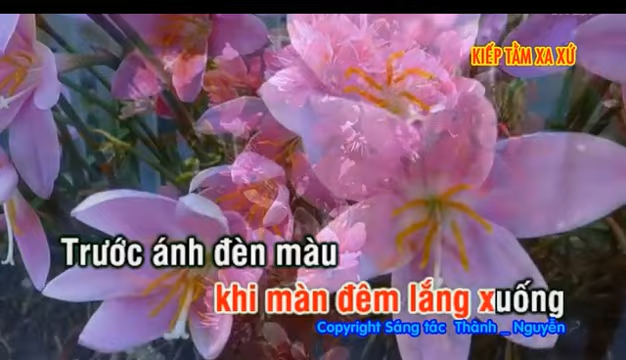 KIẾP TẰM XA XỨ
Trước ánh đèn màu
khi màn đêm lắng xuống
Copyright Sáng tác Thành _ Nguyễn